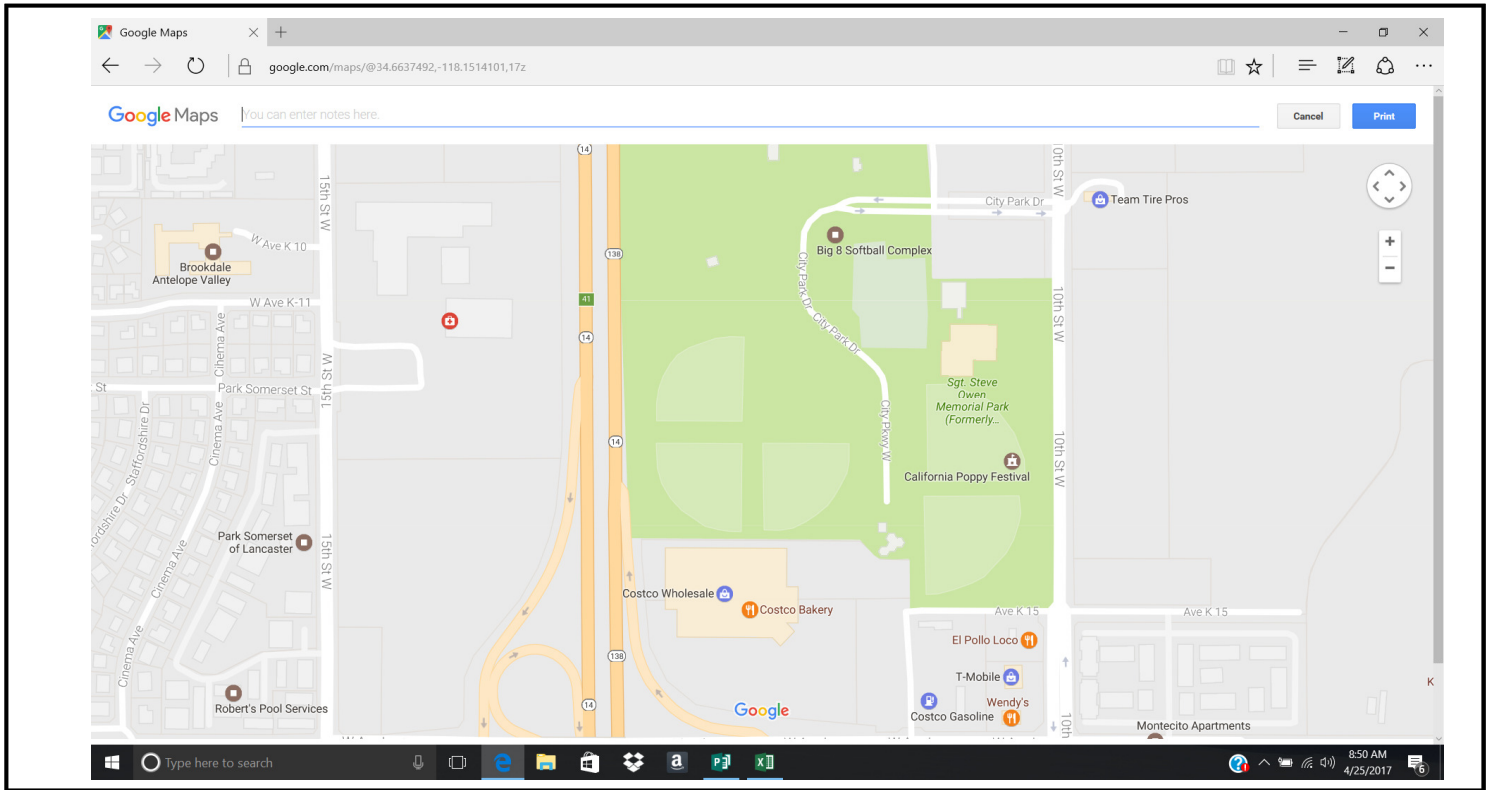 Google Maps
google.com/maps/@34.6637492,-118.1514101,17z
Google Maps
You can enter notes here.
Cancel
Print
14
15th St W
10th St W
City Park Dr
Team Tire Pros
W Ave K 10
Big 8 Softball Complex
138
Brookdale
Antelope Valley
City Park Dr
W Ave K-11
41
10th St W
Cinema Ave
14
City Park Dr
15th St W
St
Park Somerset St
Sgt. Steve
Owen
Memorial Park
(Formerly...
Staffordshire Dr
Cinema Ave
City Pkwy W
14
10th St W
California Poppy Festival
Park Somerset
of Lancaster
15th St W
Cinema Ave
Costco Wholesale
Costco Bakery
Ave K 15
Ave K 15
El Pollo Loco
Cinema Ave
138
T-Mobile
K
Robert's Pool Services
14
Google
Wendy's
Costco Gasoline
10th
Montecito Apartments
Type here to search
8:50 AM
4/25/2017
6